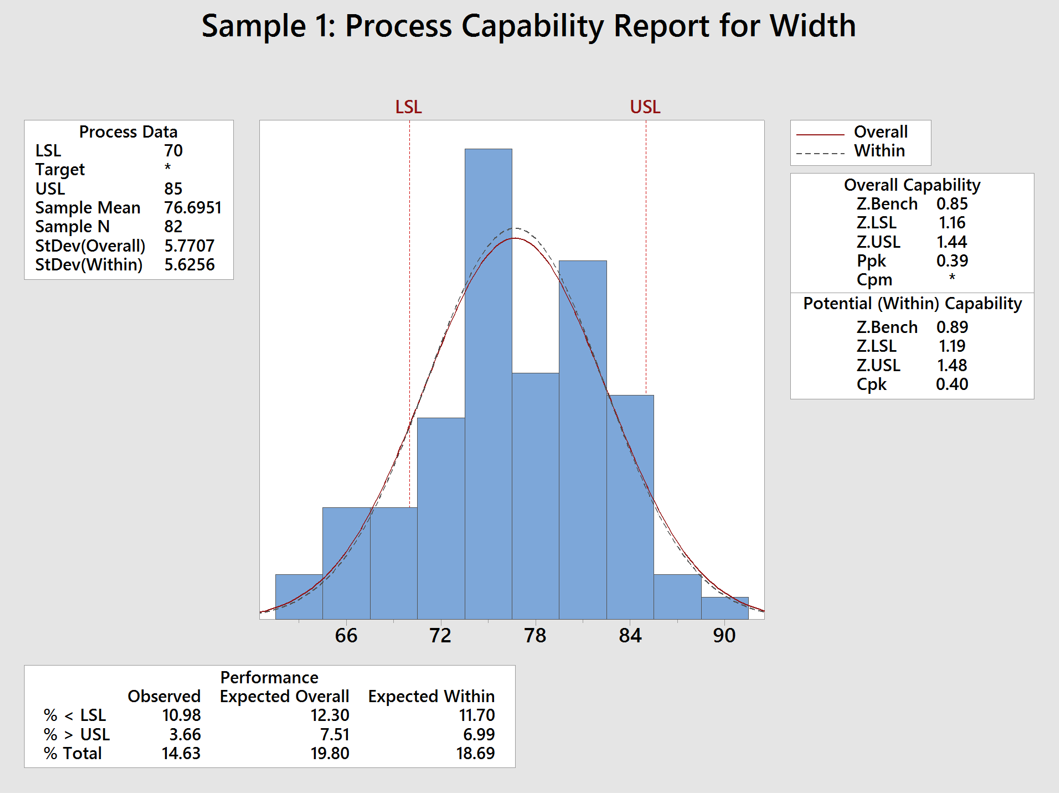 Sample 1: Process Capability Report for Width
LSL USL
Process Data
LSL 70
Target *
USL 85
Sample Mean 76.6951
Sample N 82
StDev(Overall) 5.7707
StDev(Within) 5.6256
Overall
Within
Overall Capability
Z.Bench 0.85
Z.LSL 1.16
Z.USL 1.44
Ppk 0.39
Cpm *
Potential (Within) Capability
Z.Bench 0.89
Z.LSL 1.19
Z.USL 1.48
Cpk 0.40
66 72 78 84 90
Performance
Observed Expected Overall Expected Within
% < LSL 10.98 12.30 11.70
% > USL 3.66 7.51 6.99
% Total 14.63 19.80 18.69